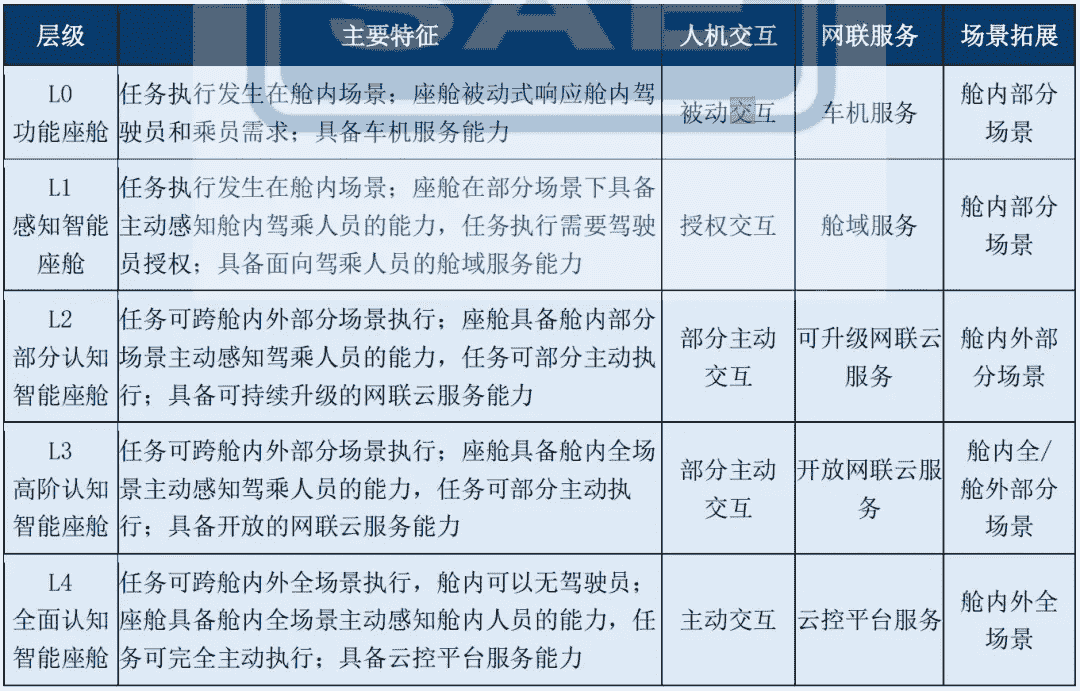 层级 主要特征 人机交互 网联服务 场景拓展
L0
功能座舱
任务执行发生在舱内场景；座舱被动式响应舱内驾
驶员和乘员需求；具备车机服务能力
被动交互
车机服务
舱内部分
场景
L1
感知智能
座舱
任务执行发生在舱内场景；座舱在部分场景下具备
主动感知舱内驾乘人员的能力，任务执行需要驾驶
员授权；具备面向驾乘人员的舱域服务能力
授权交互
舱域服务
舱内部分
场景
L2
部分认知
智能座舱
任务可跨舱内外部分场景执行；座舱具备舱内部分
场景主动感知驾乘人员的能力，任务可部分主动执
行；具备可持续升级的网联云服务能力
部分主动
交互
可升级网联云
服务
舱内外部
分场景
L3
高阶认知
智能座舱
任务可跨舱内外部分场景执行；座舱具备舱内全场
景主动感知驾乘人员的能力，任务可部分主动执
行；具备开放的网联云服务能力
部分主动
交互
开放网联云服
务
舱内全/
舱外部分
场景
L4
全面认知
智能座舱
任务可跨舱内外全场景执行，舱内可以无驾驶员；
座舱具备舱内全场景主动感知舱内人员的能力，任
务可完全主动执行；具备云控平台服务能力
主动交互
云控平台服务
舱内外全
场景
SAE